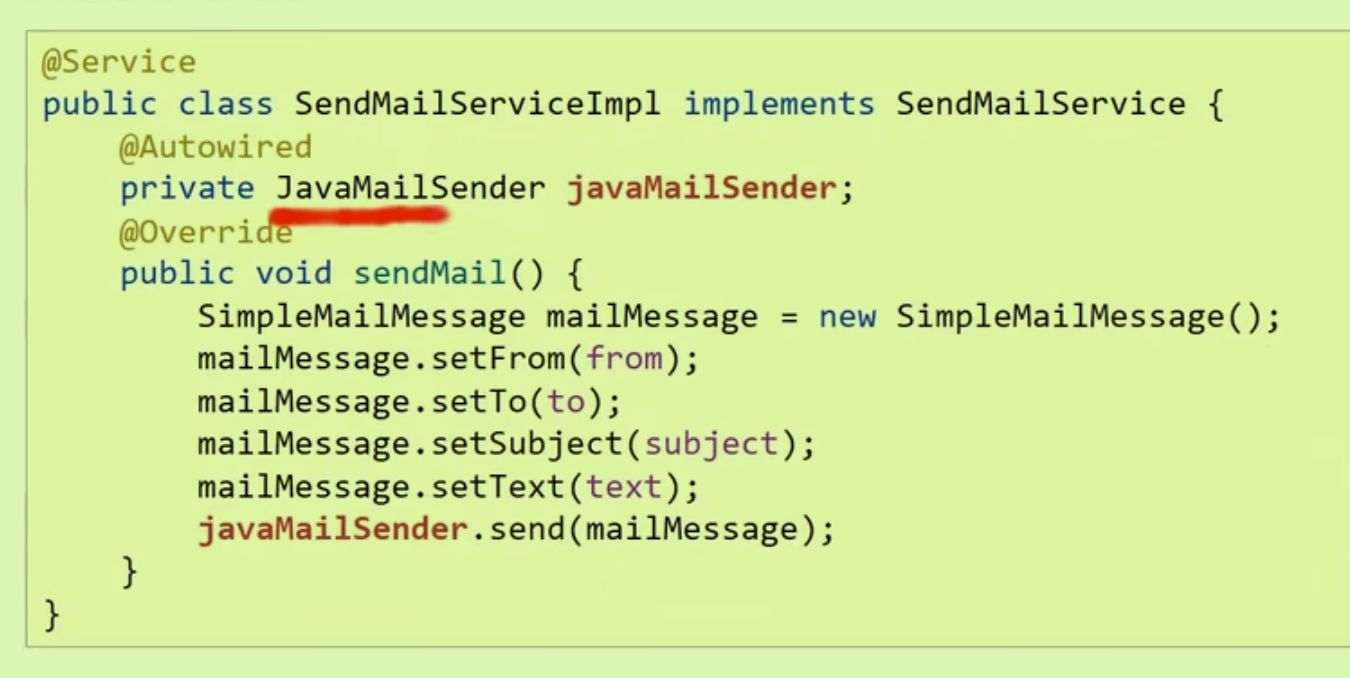 @Service
public class SendMailServiceImpl implements SendMailService {
@Autowired
private JavaMailSender javaMailSender;
@Override
public void sendMail() {
SimpleMailMessage mailMessage = new SimpleMailMessage();
mailMessage.setFrom(from);
mailMessage.setTo(to);
mailMessage.setSubject(subject);
mailMessage.setText(text);
javaMailSender.send(mailMessage);
}
}